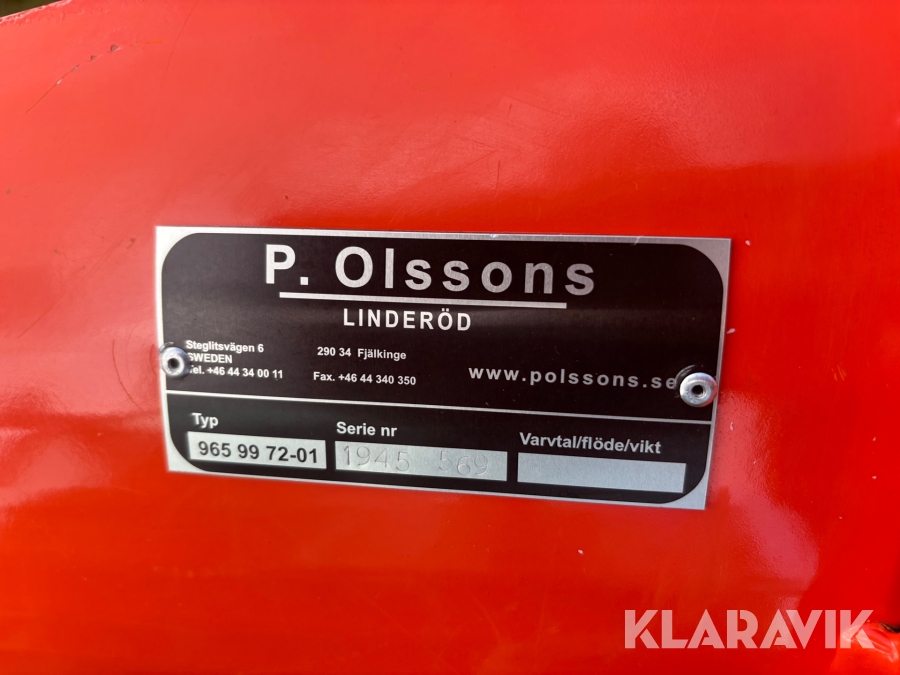 P. Olssons
LINDERÖD
Steglitsvägen 6
SWEDEN
Tel. +46 44 34 00 11
290 34 Fjälkinge
Fax. +46 44 340 350
www.polssons.se
Typ
965 99 72-01
Serie nr
1945
Varvtal/flöde/vikt
KLARAVIK